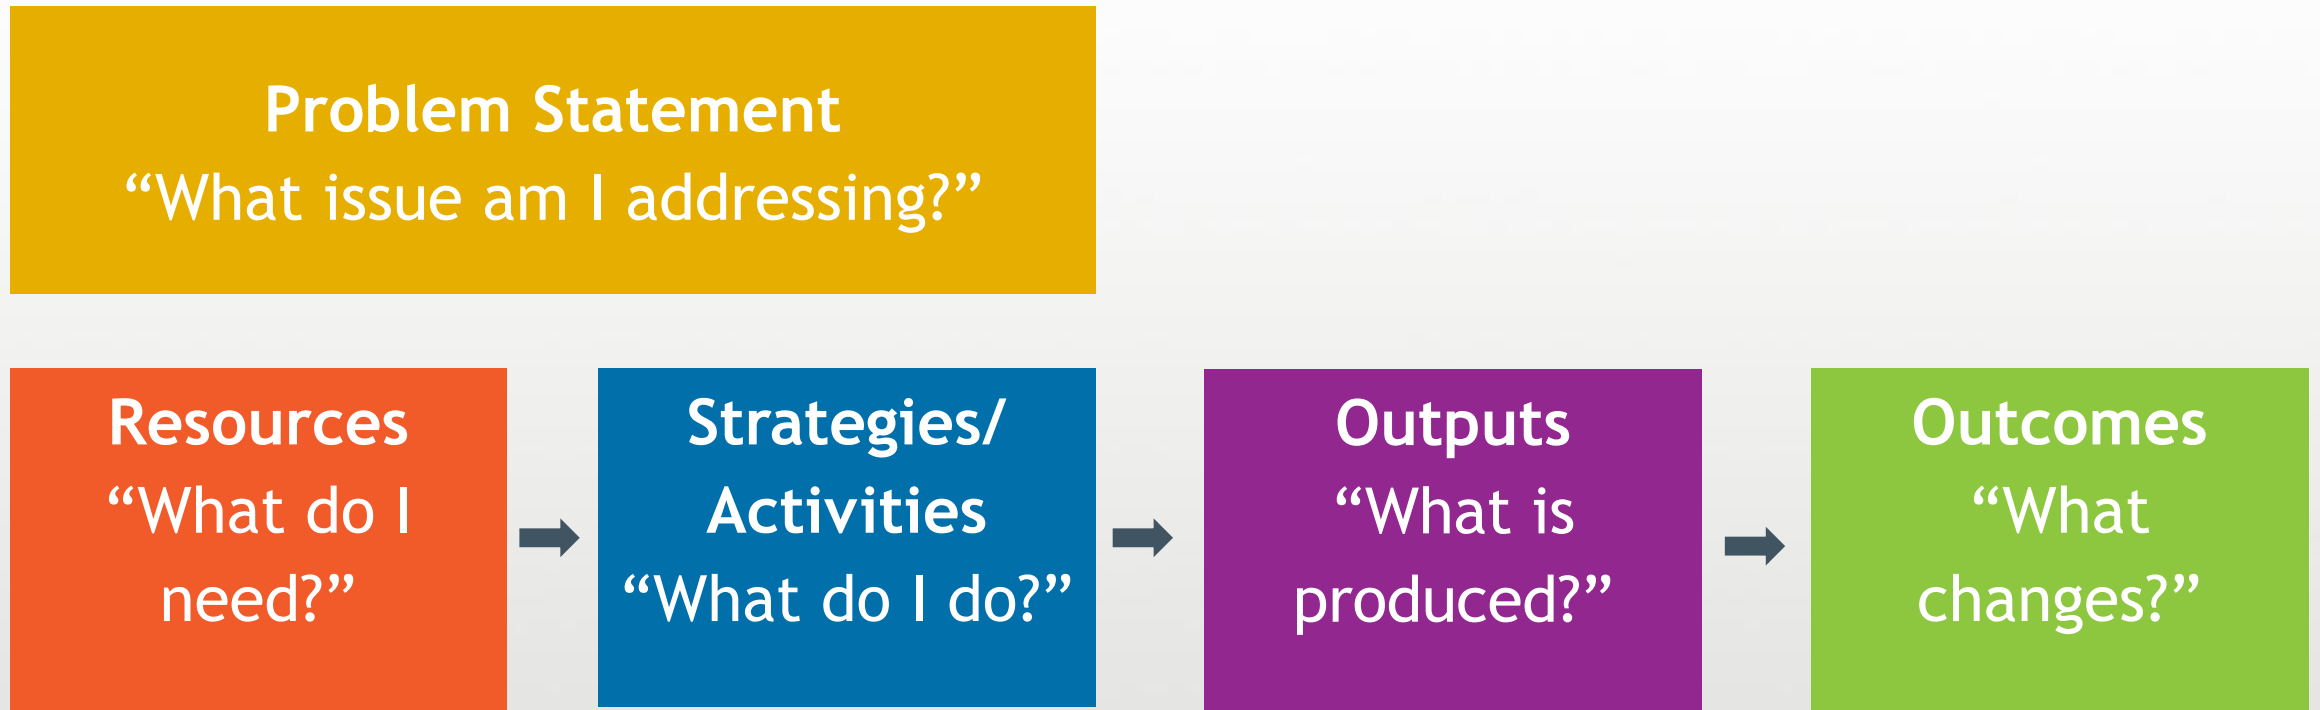 Problem Statement
“What issue am I addressing?”
Resources
“What do I
need?”
Strategies/
Activities
“What do I do?”
Outputs
“What is
produced?”
Outcomes
“What
changes?”